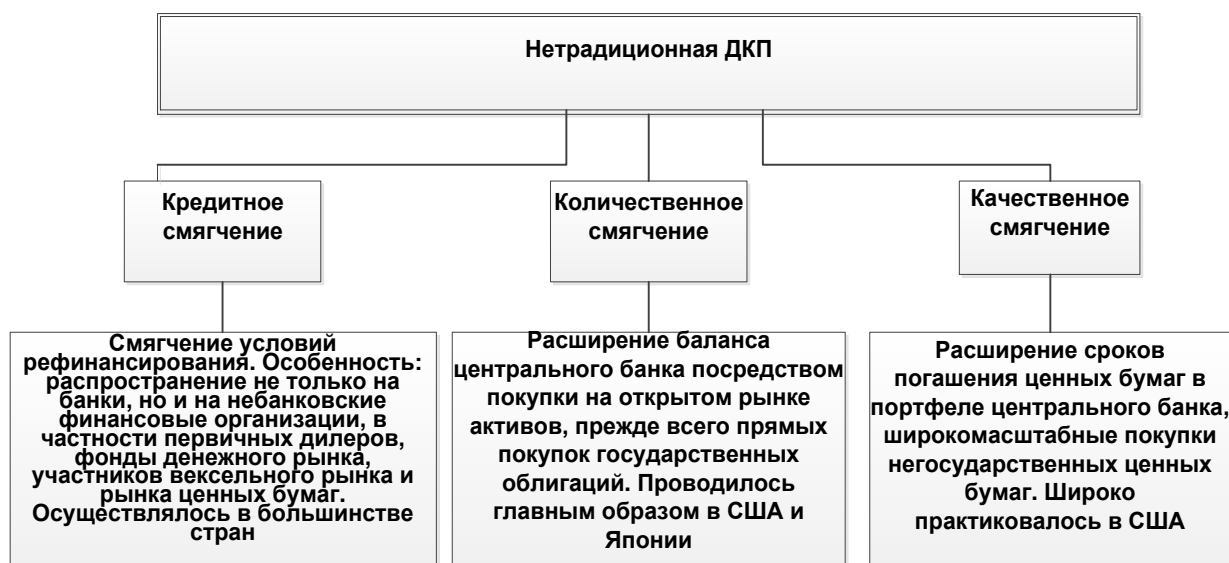 Нетрадиционная ДКП
Кредитное
смягчение
Количественное
смягчение
Качественное
смягчение
Смягчение условий
рефинансирования. Особенность:
распространение не только на
банки, но и на небанковские
финансовые организации, в
частности первичных дилеров,
фонды денежного рынка,
участников вексельного рынка и
рынка ценных бумаг.
Осуществлялось в большинстве
стран
Расширение баланса
центрального банка посредством
покупки на открытом рынке
активов, прежде всего прямых
покупок государственных
облигаций. Проводилось
главным образом в США и
Японии
Расширение сроков
погашения ценных бумаг в
портфеле центрального банка,
широкомасштабные покупки
негосударственных ценных
бумаг. Широко
практиковалось в США